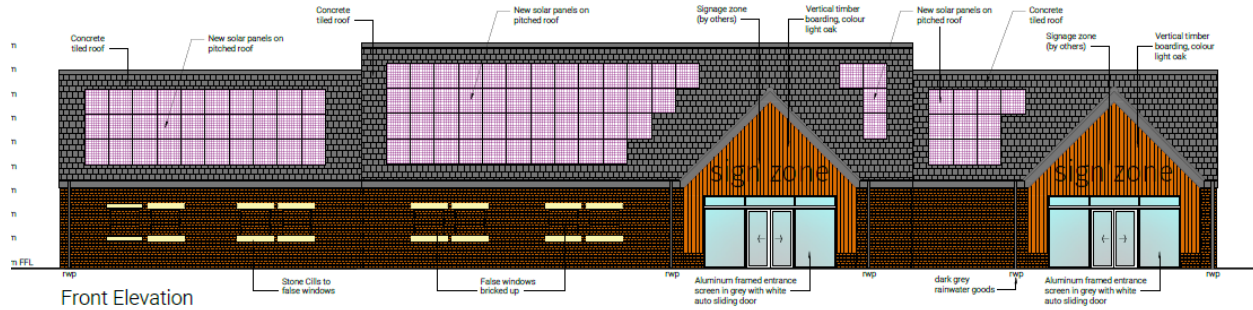 Concrete
tiled roof
New solar panels on
pitched roof
Concrete
tiled roof
New solar panels on
pitched roof
Signage zone
(by others)
Vertical timber
boarding, colour
light oak
New solar panels on
pitched roof
Concrete
tiled roof
Signage zone
(by others)
Vertical timber
boarding, colour
light oak
m
m
m
m
m
m
m
m
m
m FFL
sign zone
sign zone
rwp
rwp
rwp
rwp
rwp
Stone Cills to
false windows
False windows
bricked up
Aluminum framed entrance
screen in grey with white
auto sliding door
dark grey
rainwater goods
Aluminum framed entrance
screen in grey with white
auto sliding door
Front Elevation